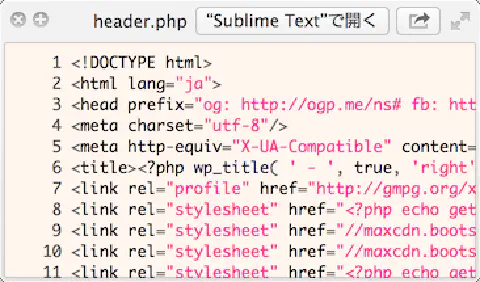 header.php "Sublime Text"で開く
1 <!DOCTYPE html>
2 <html lang="ja">
3 <head prefix="og: http://ogp.me/ns# fb: htt
4 <meta charset="utf-8"/>
5 <meta http-equiv="X-UA-Compatible" content=
6 <title><?php wp_title( ' - ', true, 'right'
7 <link rel="profile" href="http://gmpg.org/x
8 <link rel="stylesheet" href="<?php echo get
9 <link rel="stylesheet" href="//maxcdn.boots
10 <link rel="stylesheet" href="//maxcdn.boots
11 <link rel="stylesheet" href="<?php echo get